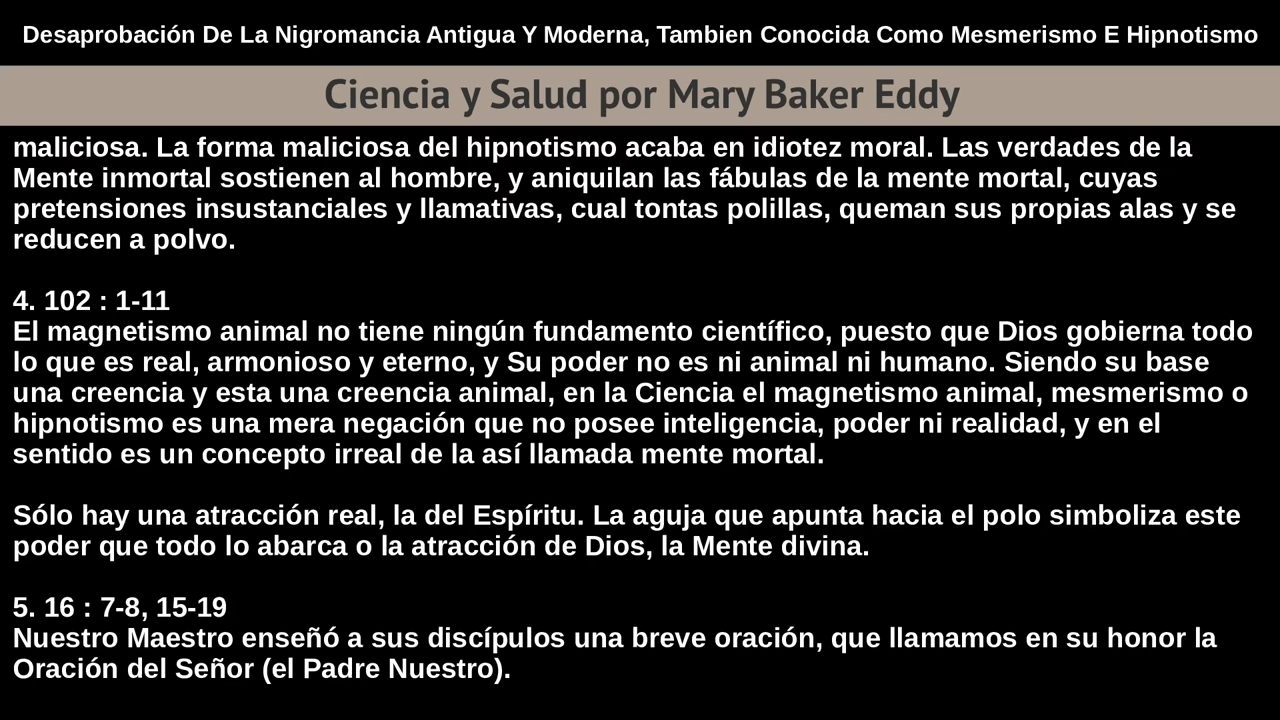 Desaprobación De La Nigromancia Antigua Y Moderna, Tambien Conocida Como Mesmerismo E Hipnotismo
Ciencia y Salud por Mary Baker Eddy
maliciosa. La forma maliciosa del hipnotismo acaba en idiotez moral. Las verdades de la
Mente inmortal sostienen al hombre, y aniquilan las fábulas de la mente mortal, cuyas
pretensiones insustanciales y llamativas, cual tontas polillas, queman sus propias alas y se
reducen a polvo.
4. 102 : 1-11
El magnetismo animal no tiene ningún fundamento científico, puesto que Dios gobierna todo
lo que es real, armonioso y eterno, y Su poder no es ni animal ni humano. Siendo su base
una creencia y esta una creencia animal, en la Ciencia el magnetismo animal, mesmerismo o
hipnotismo es una mera negación que no posee inteligencia, poder ni realidad, y en el
sentido es un concepto irreal de la así llamada mente mortal.
Sólo hay una atracción real, la del Espíritu. La aguja que apunta hacia el polo simboliza este
poder que todo lo abarca o la atracción de Dios, la Mente divina.
5. 16 : 7-8, 15-19
Nuestro Maestro enseñó a sus discípulos una breve oración, que llamamos en su honor la
Oración del Señor (el Padre Nuestro).